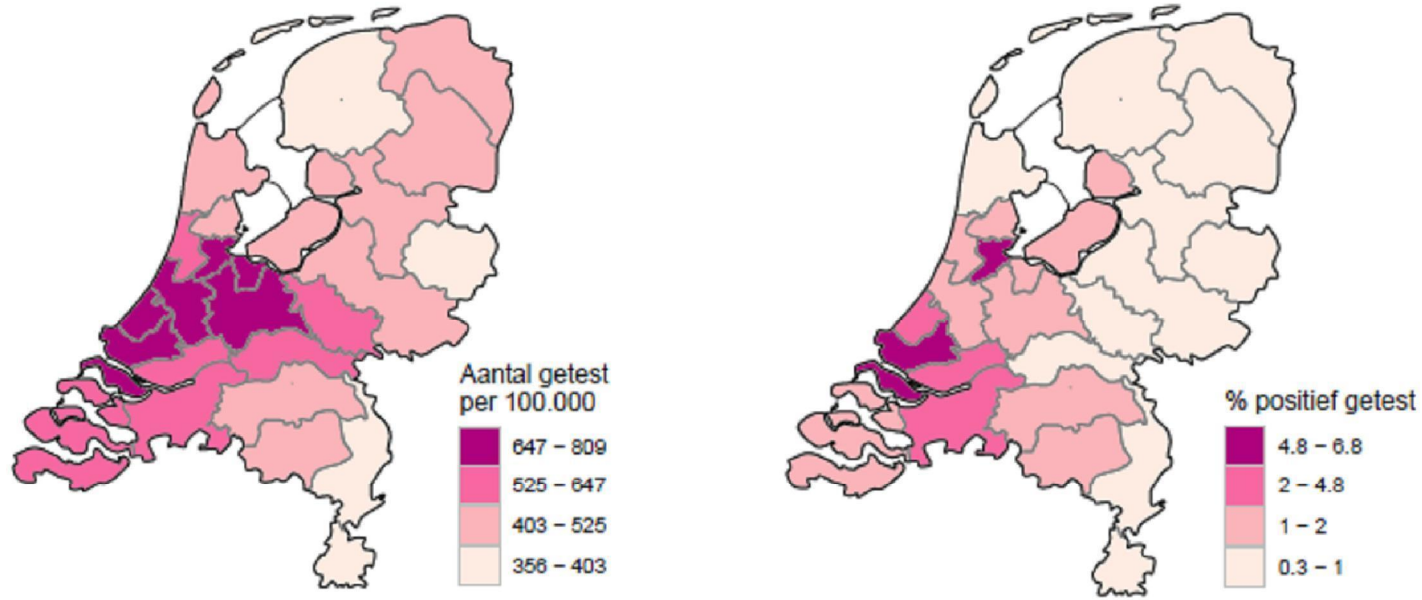 Aantal getest
per 100.000
647 – 809
525 – 647
403 – 525
356 – 403
% positief getest
4.8 – 6.8
2 – 4.8
1 – 2
0.3 – 1